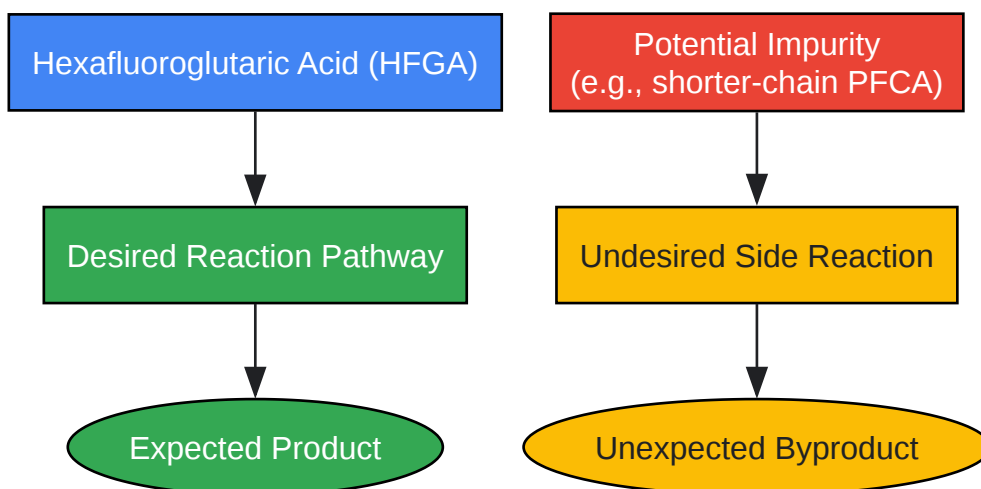 Hexafluoroglutaric Acid (HFGA)
Potential Impurity
(e.g., shorter-chain PFCA)
Desired Reaction Pathway
Undesired Side Reaction
Expected Product
Unexpected Byproduct